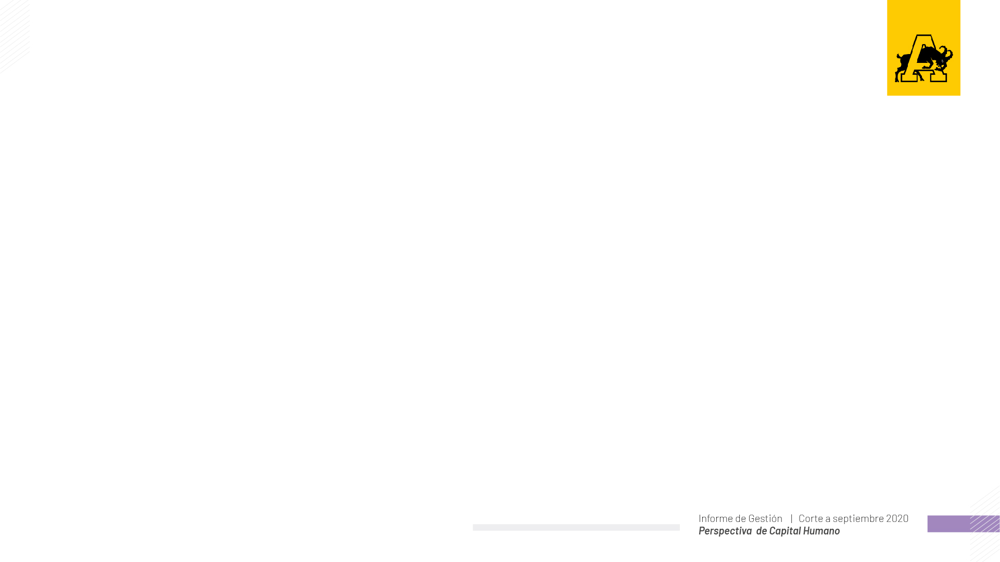 A
Informe de Gestión | Corte a septiembre 2020
Perspectiva de Capital Humano